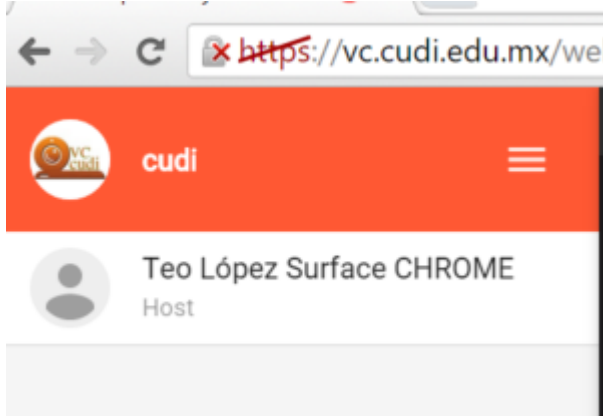 https://vc.cudi.edu.mx/we
vc
cudi
cudi
Teo López Surface CHROME
Host